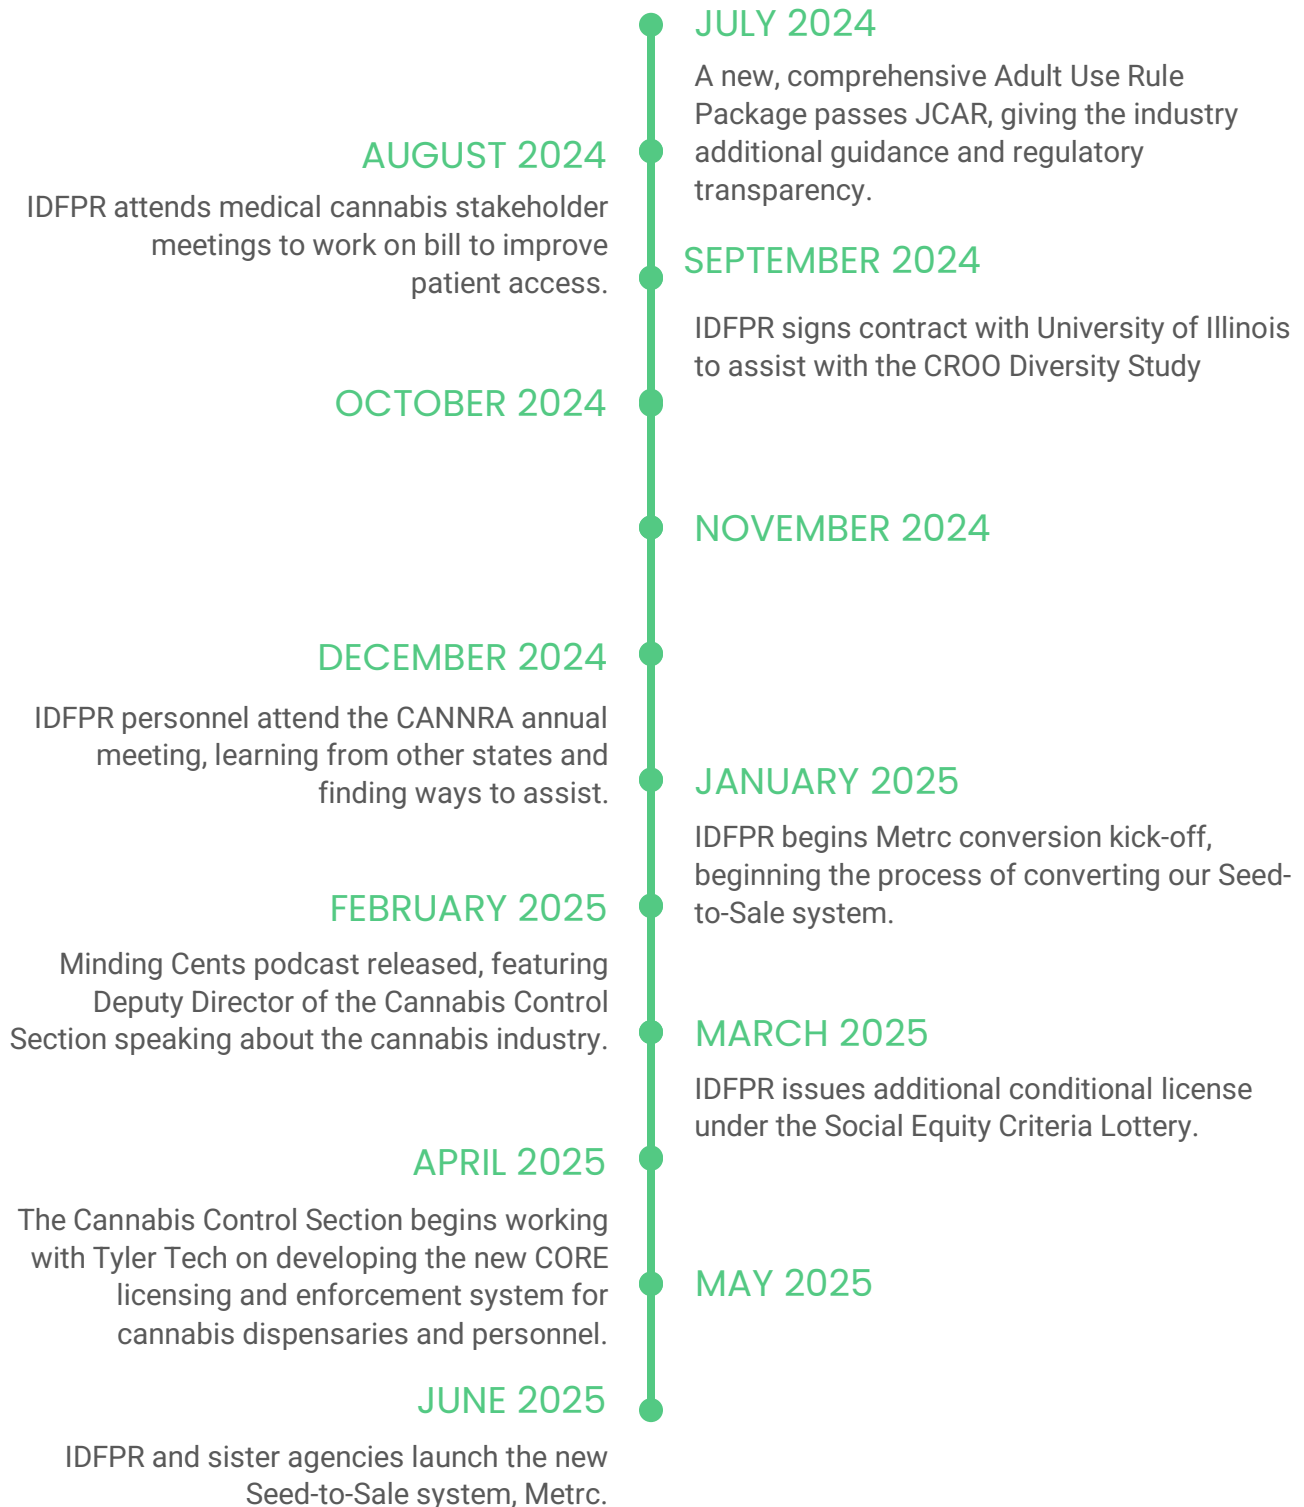 JULY 2024
A new, comprehensive Adult Use Rule
Package passes JCAR, giving the industry
additional guidance and regulatory
transparency.
AUGUST 2024
IDFPR attends medical cannabis stakeholder
meetings to work on bill to improve
patient access.
SEPTEMBER 2024
IDFPR signs contract with University of Illinois
to assist with the CROO Diversity Study
OCTOBER 2024
NOVEMBER 2024
DECEMBER 2024
IDFPR personnel attend the CANNRA annual
meeting, learning from other states and
finding ways to assist.
JANUARY 2025
IDFPR begins Metrc conversion kick-off,
beginning the process of converting our Seed-
to-Sale system.
FEBRUARY 2025
Minding Cents podcast released, featuring
Deputy Director of the Cannabis Control
Section speaking about the cannabis industry.
MARCH 2025
IDFPR issues additional conditional license
under the Social Equity Criteria Lottery.
APRIL 2025
The Cannabis Control Section begins working
with Tyler Tech on developing the new CORE
licensing and enforcement system for
cannabis dispensaries and personnel.
MAY 2025
JUNE 2025
IDFPR and sister agencies launch the new
Seed-to-Sale system, Metrc.